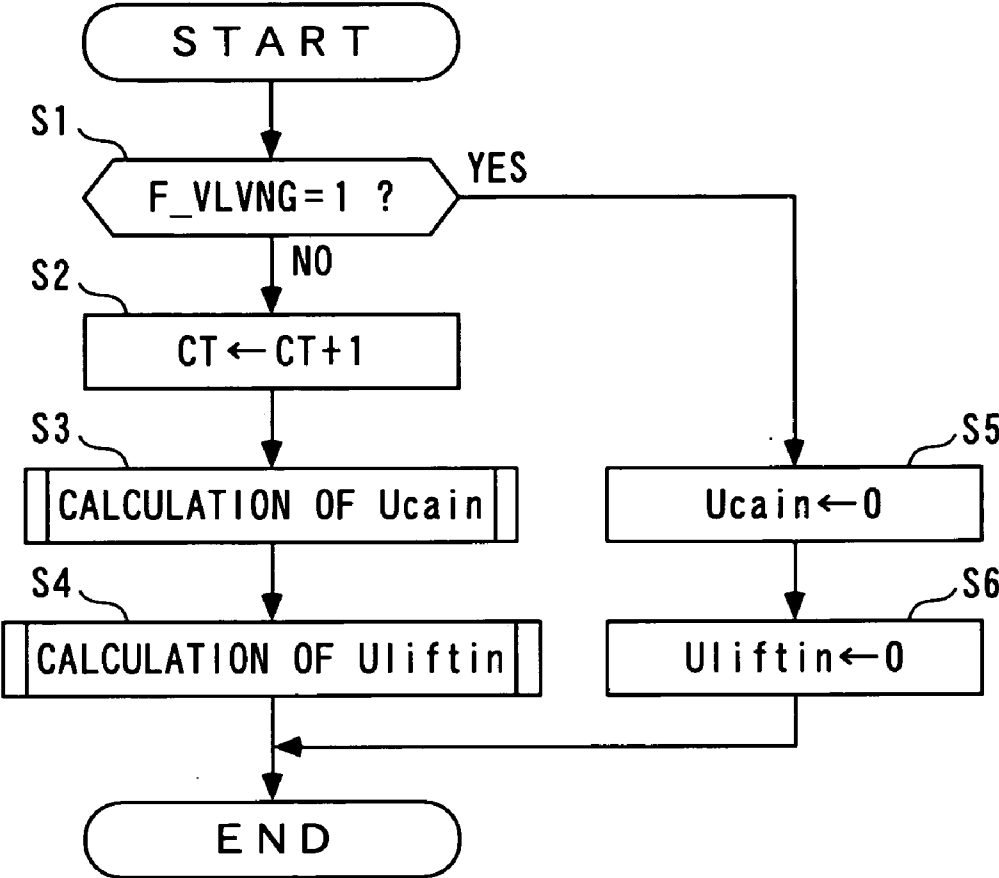 START
S1
F_VLVNG=1 ?
YES
NO
S2
CT←CT+1
S3
CALCULATION OF Ucain
S4
CALCULATION OF Uliftin
S5
Ucain←0
S6
Uliftin←0
END